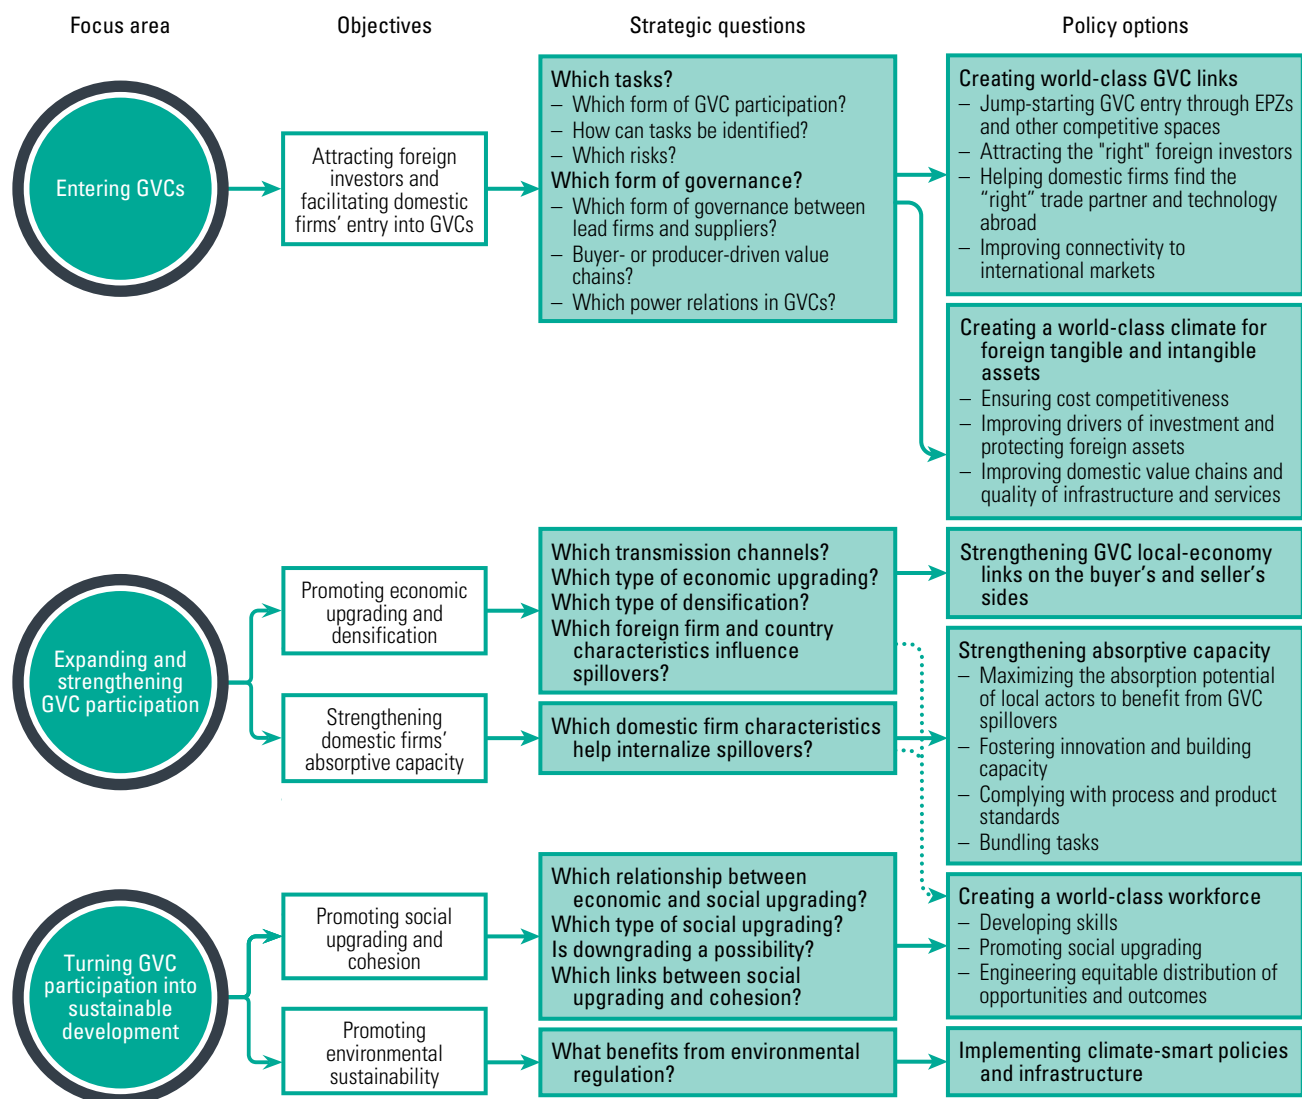 Focus area
Objectives
Strategic questions
Policy options
Entering GVCs
Attracting foreign
investors and
facilitating domestic
firms’ entry into GVCs
Which tasks?
– Which form of GVC participation?
– How can tasks be identified?
– Which risks?
Which form of governance?
– Which form of governance between
lead firms and suppliers?
– Buyer- or producer-driven value
chains?
– Which power relations in GVCs?
Creating world-class GVC links
– Jump-starting GVC entry through EPZs
and other competitive spaces
– Attracting the "right" foreign investors
– Helping domestic firms find the
“right” trade partner and technology
abroad
– Improving connectivity to
international markets
Creating a world-class climate for
foreign tangible and intangible
assets
– Ensuring cost competitiveness
– Improving drivers of investment and
protecting foreign assets
– Improving domestic value chains and
quality of infrastructure and services
Expanding and
strengthening
GVC participation
Promoting economic
upgrading and
densification
Which transmission channels?
Which type of economic upgrading?
Which type of densification?
Which foreign firm and country
characteristics influence
spillovers?
Strengthening GVC local-economy
links on the buyer’s and seller’s
sides
Strengthening
domestic firms’
absorptive capacity
Which domestic firm characteristics
help internalize spillovers?
Strengthening absorptive capacity
– Maximizing the absorption potential
of local actors to benefit from GVC
spillovers
– Fostering innovation and building
capacity
– Complying with process and product
standards
– Bundling tasks
Turning GVC
participation into
sustainable
development
Promoting social
upgrading and
cohesion
Which relationship between
economic and social upgrading?
Which type of social upgrading?
Is downgrading a possibility?
Which links between social
upgrading and cohesion?
Creating a world-class workforce
– Developing skills
– Promoting social upgrading
– Engineering equitable distribution of
opportunities and outcomes
Promoting
environmental
sustainability
What benefits from environmental
regulation?
Implementing climate-smart policies
and infrastructure